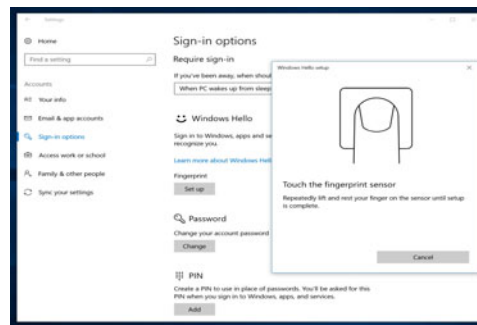 Settings
Home
Find a setting
Accounts
Your info
Email & app accounts
Sign-in options
Access work or school
Family & other people
Sync your settings
Sign-in options
Require sign-in
If you've been away, when shoul
When PC wakes up from sleep
Windows Hello
Sign in to Windows, apps and se
recognize you.
Learn more about Windows Hell
Fingerprint
Set up
Password
Change your account password
Change
PIN
Create a PIN to use in place of passwords. You'll be asked for this
PIN when you sign in to Windows, apps, and services.
Add
Windows Hello setup
Touch the fingerprint sensor
Repeatedly lift and rest your finger on the sensor until setup
is complete.
Cancel